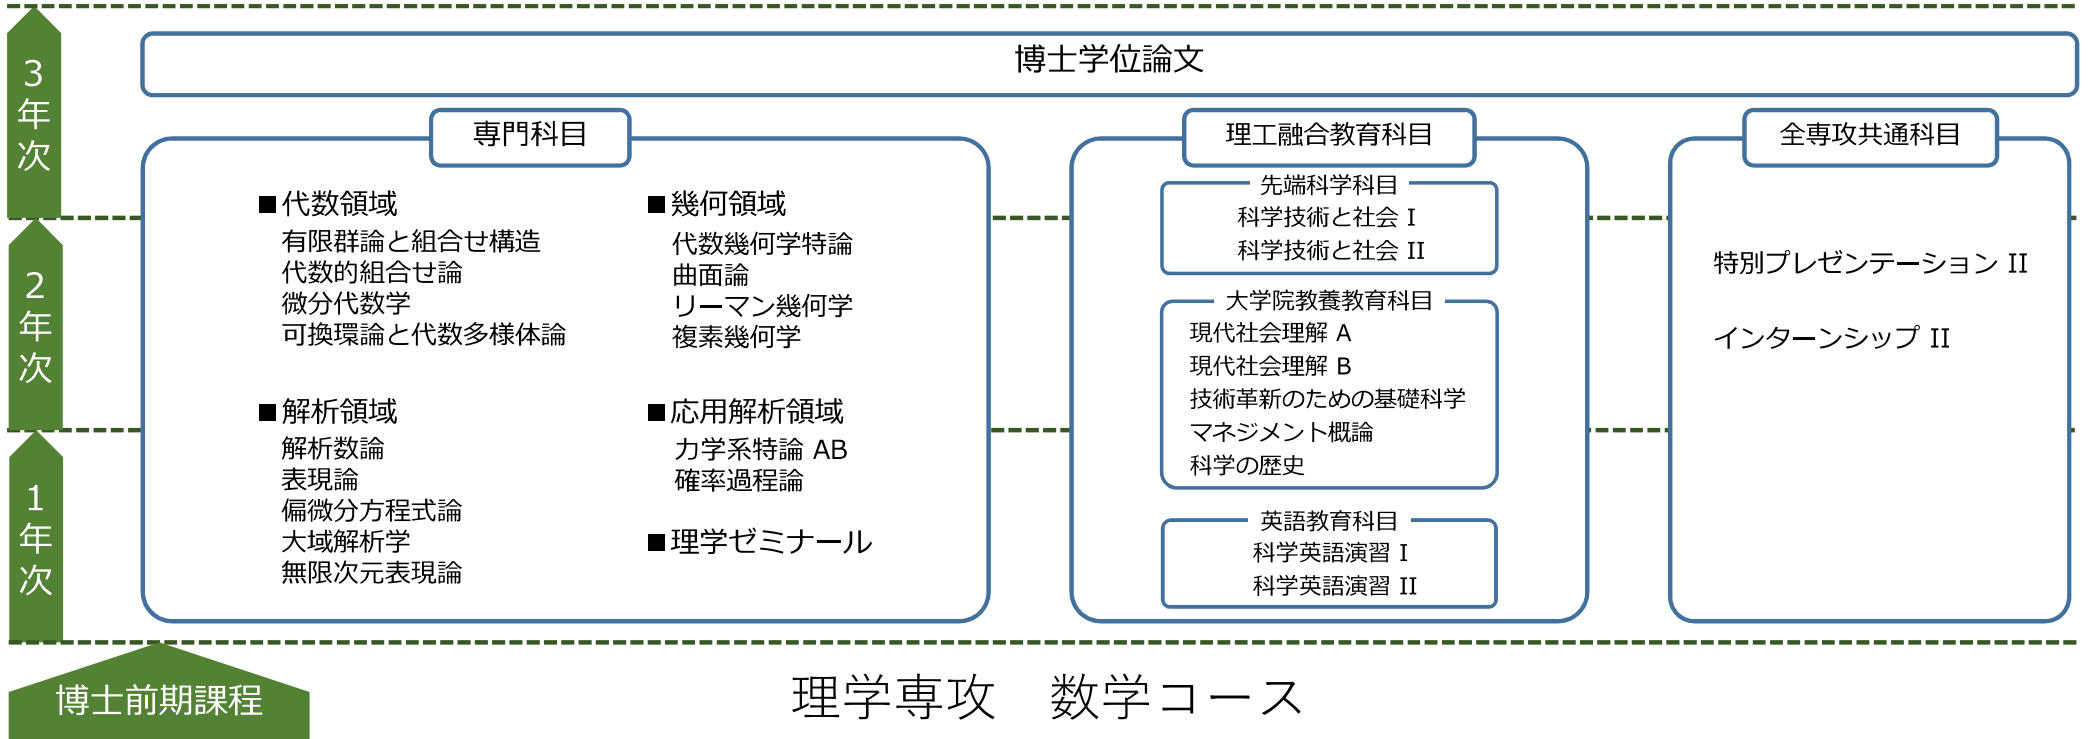 3年次
2年次
1年次
博士前期課程
博士学位論文
専門科目
■代数領域
有限群論と組合せ構造
代数的組合せ論
微分代数学
可換環論と代数多様体論
■解析領域
解析数論
表現論
偏微分方程式論
大域解析学
無限次元表現論
■幾何領域
代数幾何学特論
曲面論
リーマン幾何学
複素幾何学
■応用解析領域
力学系特論 AB
確率過程論
■理学ゼミナール
理工融合教育科目
先端科学科目
科学技術と社会 I
科学技術と社会 II
大学院教養教育科目
現代社会理解 A
現代社会理解 B
技術革新のための基礎科学
マネジメント概論
科学の歴史
英語教育科目
科学英語演習 I
科学英語演習 II
全専攻共通科目
特別プレゼンテーション II
インターンシップ II
理学専攻　数学コース